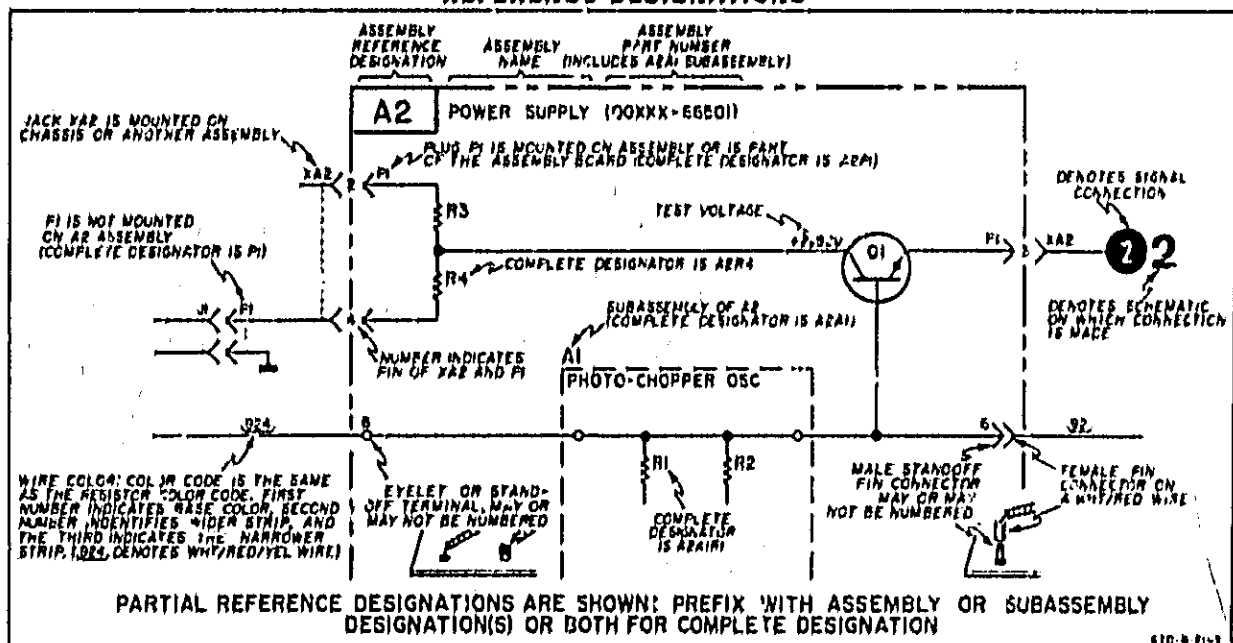 REFERENCE DESIGNATIONS
ASSEMBLY
REFERENCE
DESIGNATION
ASSEMBLY
NAME
ASSEMBLY
PART NUMBER
(INCLUDES A2A1 SUBASSEMBLY)
A2
POWER SUPPLY (00XXX-66501)
JACK XA2 IS MOUNTED ON
CHASSIS OR ANOTHER ASSEMBLY
XA2
2
P1
PLUG P1 IS MOUNTED ON ASSEMBLY OR IS PART
OF THE ASSEMBLY BOARD (COMPLETE DESIGNATOR IS A2P1)
DENOTES SIGNAL
CONNECTION
P1 IS NOT MOUNTED
ON A2 ASSEMBLY
(COMPLETE DESIGNATOR IS P1)
R3
TEST VOLTAGE
Q1
P1
3
XA2
2
2
R4
COMPLETE DESIGNATOR IS A2R4
DENOTES SCHEMATIC
ON WHICH CONNECTION
IS MADE
J1
P1
4
SUBASSEMBLY OF A2
(COMPLETE DESIGNATOR IS A2A1)
NUMBER INDICATES
PIN OF XA2 AND P1
A1
PHOTO-CHOPPER OSC
924
6
92
WIRE COLOR: COLOR CODE IS THE SAME
AS THE RESISTOR COLOR CODE. FIRST
NUMBER INDICATES BASE COLOR, SECOND
NUMBER INDENTIFIES WIDER STRIP, AND
THE THIRD INDICATES THE NARROWER
STRIP. (924, DENOTES WHT/RED/YEL WIRE)
EYELET OR STAND-
OFF TERMINAL, MAY OR
MAY NOT BE NUMBERED
R1
R2
COMPLETE
DESIGNATOR
IS A2A1R1
MALE STANDOFF
PIN CONNECTOR
MAY OR MAY
NOT BE NUMBERED
FEMALE PIN
CONNECTOR ON
A WHT/RED WIRE
PARTIAL REFERENCE DESIGNATIONS ARE SHOWN: PREFIX WITH ASSEMBLY OR SUBASSEMBLY
DESIGNATION(S) OR BOTH FOR COMPLETE DESIGNATION